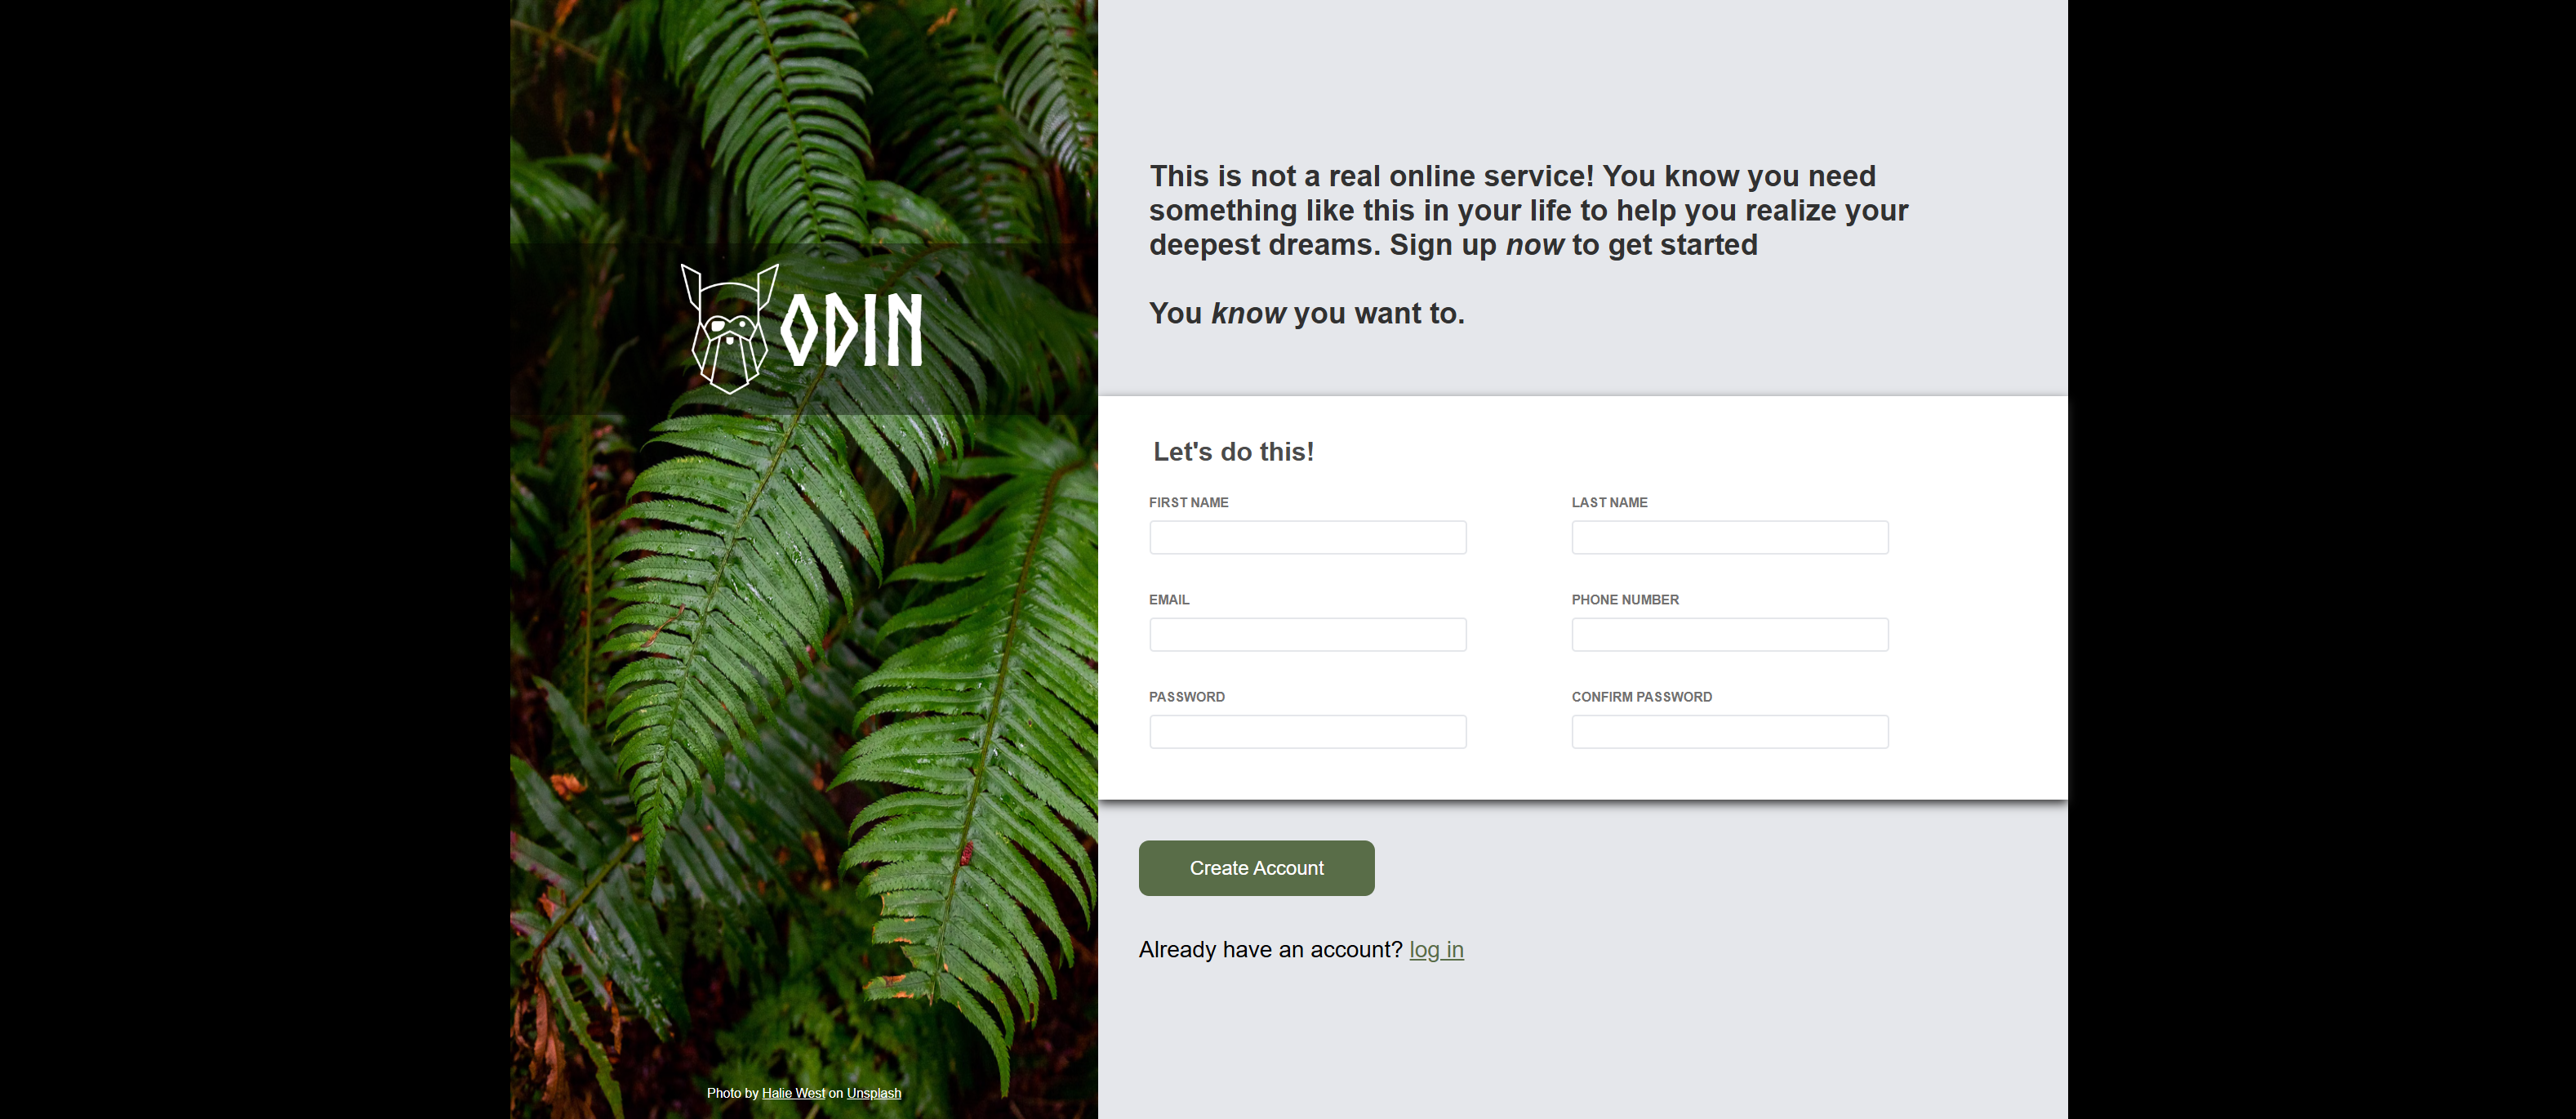 ODIN
Photo by Halie West on Unsplash
This is not a real online service! You know you need
something like this in your life to help you realize your
deepest dreams. Sign up now to get started
You know you want to.
Let's do this!
FIRST NAME
LAST NAME
EMAIL
PHONE NUMBER
PASSWORD
CONFIRM PASSWORD
Create Account
Already have an account? log in